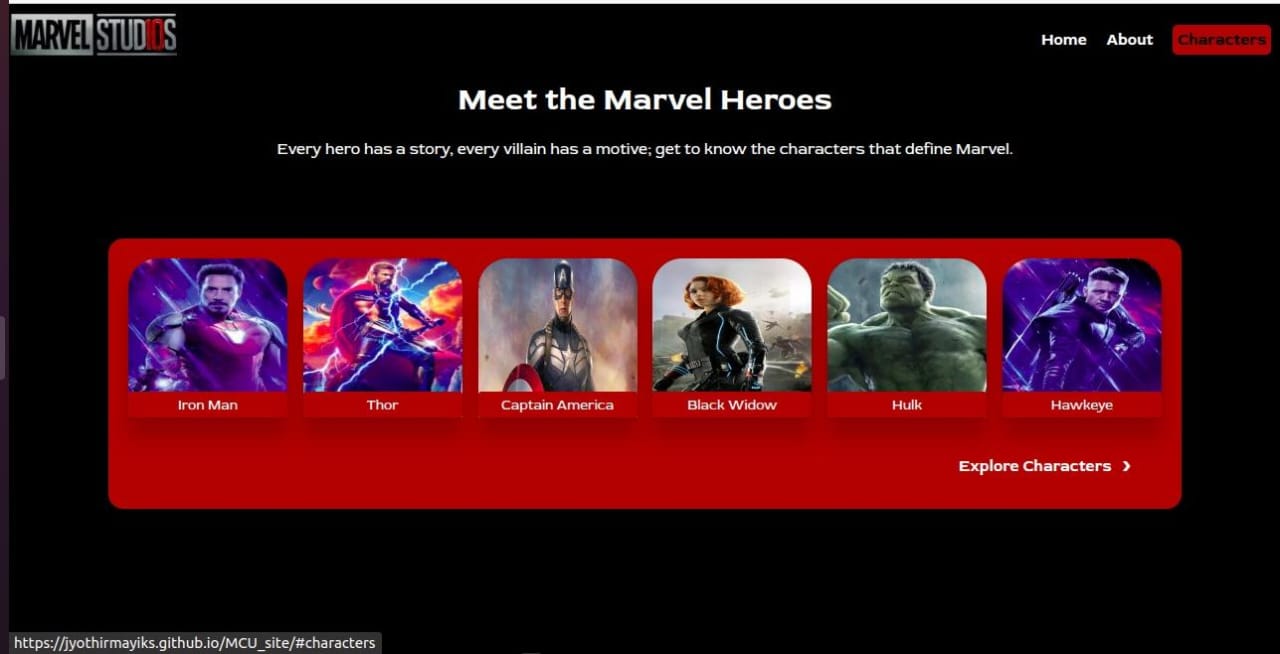 MARVEL STUDIOS
Home About Characters
Meet the Marvel Heroes
Every hero has a story, every villain has a motive; get to know the characters that define Marvel.
Iron Man Thor Captain America Black Widow Hulk Hawkeye
Explore Characters ›
https://jyothirmayiks.github.io/MCU_site/#characters